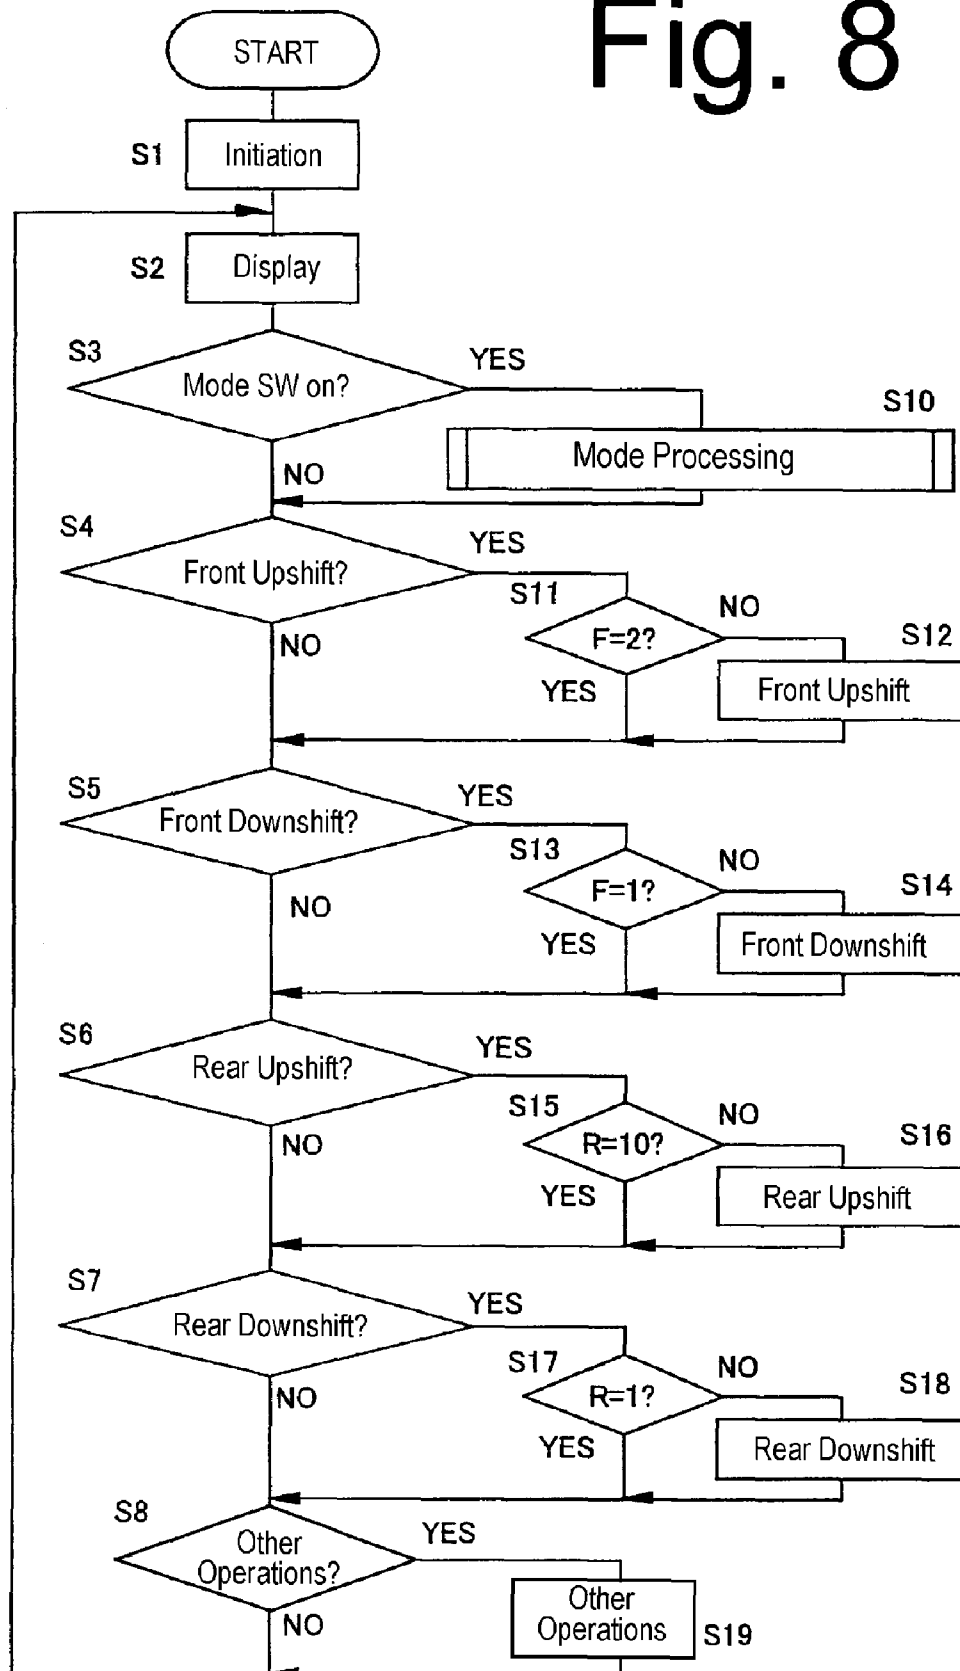 Fig. 8
START
S1
Initiation
S2
Display
S3
Mode SW on?
YES
S10
Mode Processing
NO
S4
Front Upshift?
YES
S11
F=2?
NO
S12
Front Upshift
YES
NO
S5
Front Downshift?
YES
S13
F=1?
NO
S14
Front Downshift
YES
NO
S6
Rear Upshift?
YES
S15
R=10?
NO
S16
Rear Upshift
YES
NO
S7
Rear Downshift?
YES
S17
R=1?
NO
S18
Rear Downshift
YES
NO
S8
Other
Operations?
YES
Other
Operations
S19
NO